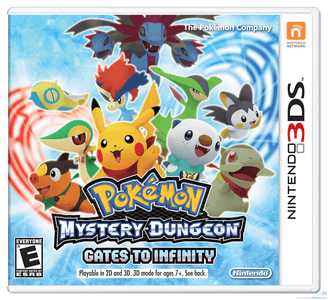 The Pokémon Company
NINTENDO
NETWORK
NINTENDO 3DS
Pokémon
MYSTERY DUNGEON
GATES TO INFINITY
Playable in 2D and 3D. 3D mode for ages 7+. See back.
EVERYONE
E
ESRB
Nintendo